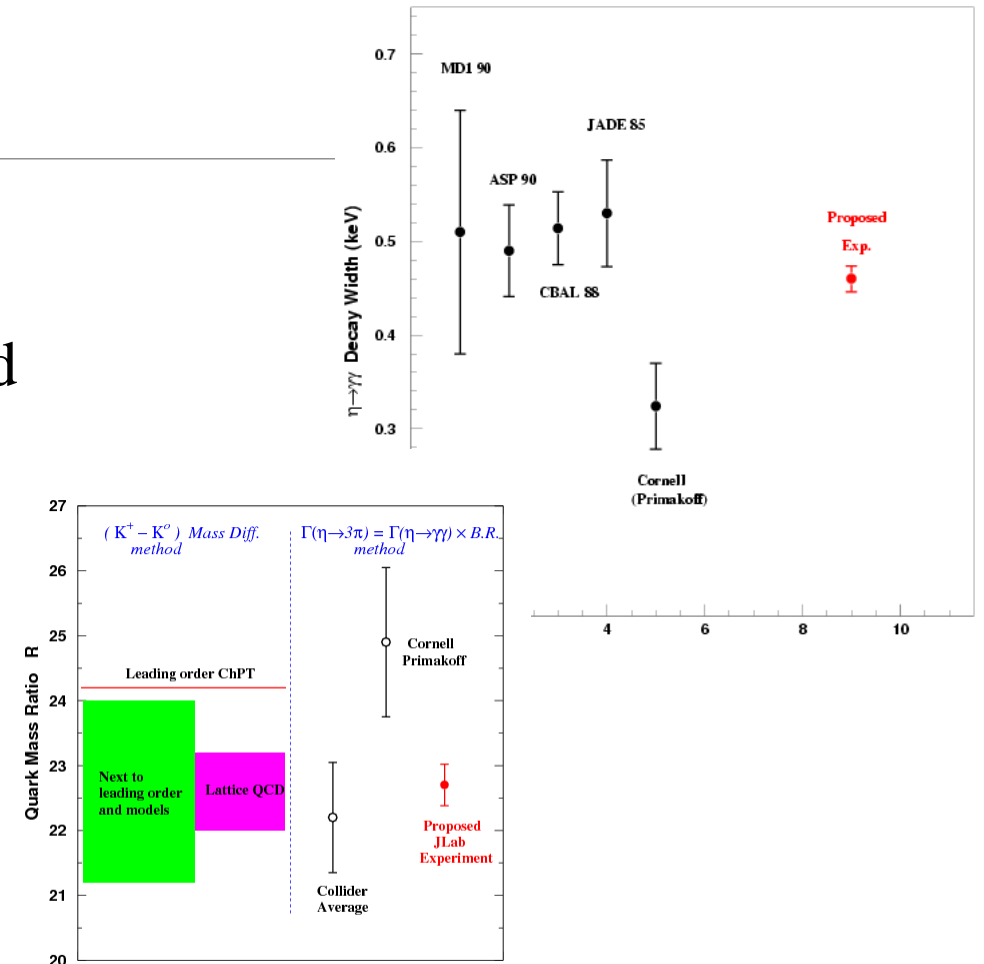 0.7
MD1 90
JADE 85
0.6
ASP 90
Proposed
Exp.
0.5
CBAL 88
η→γγ Decay Width (keV)
0.4
d
0.3
Cornell
(Primakoff)
4
6
8
10
27
( K⁺ – Kᵒ ) Mass Diff.
method
Γ(η→3π) = Γ(η→γγ) × B.R.
method
26
25
Cornell
Primakoff
Quark Mass Ratio R
Leading order ChPT
24
23
Next to
leading order
and models
Lattice QCD
22
Proposed
JLab
Experiment
21
Collider
Average
20